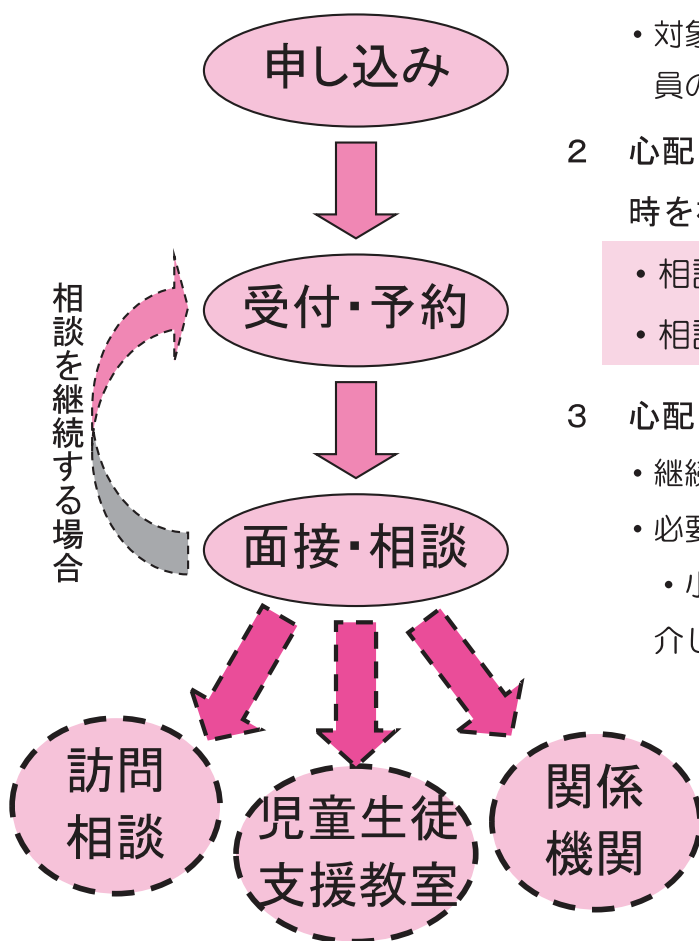 申し込み
受付・予約
面接・相談
相談を継続する場合
訪問
相談
児童生徒
支援教室
関係
機関
・対象
員の
2 心配
時を
・相
・相
3 心配
・継
・必要
・小
介し